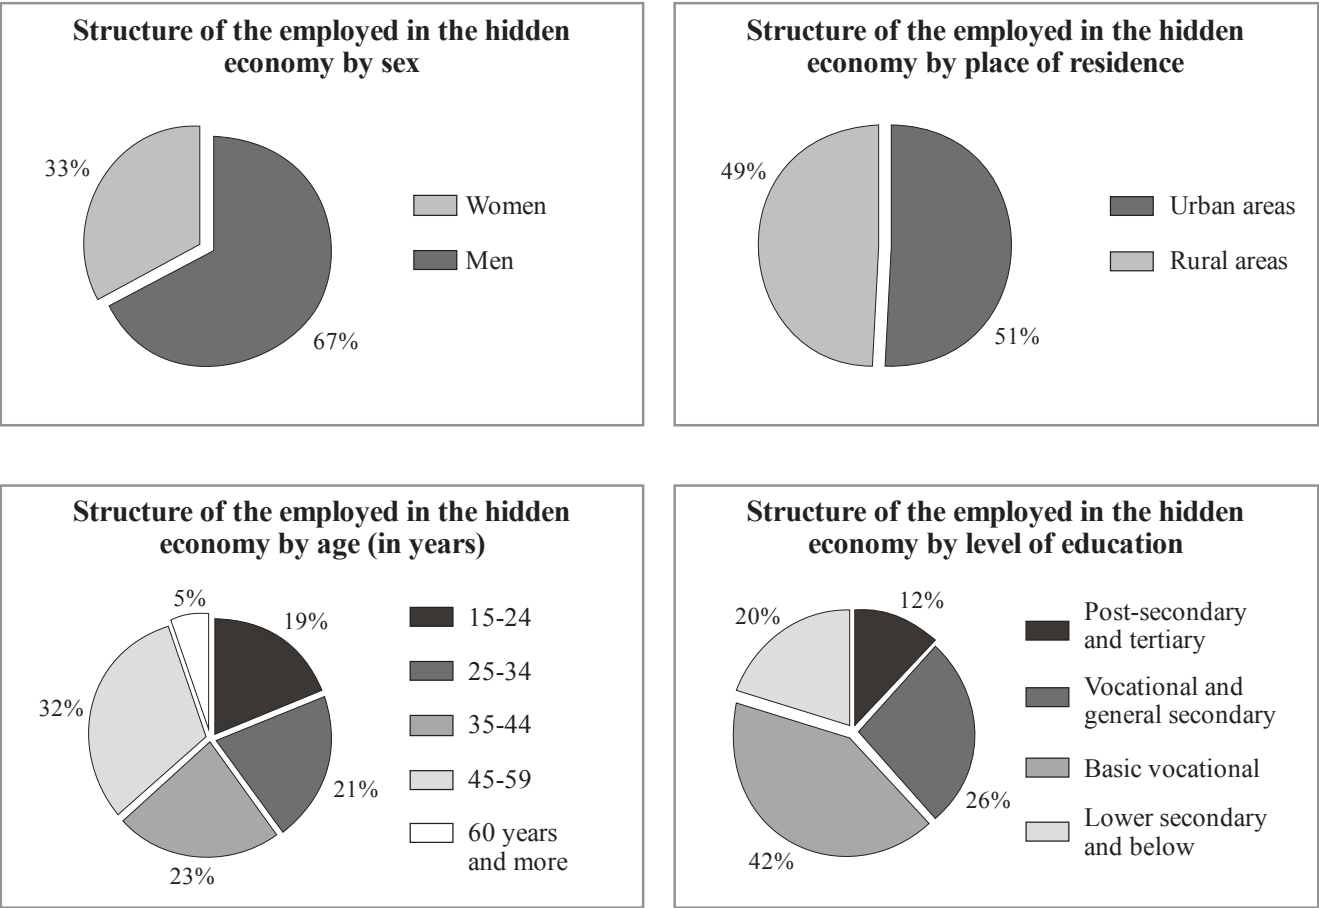 Structure of the employed in the hidden
economy by sex
33%
67%
Women
Men
Structure of the employed in the hidden
economy by place of residence
49%
51%
Urban areas
Rural areas
Structure of the employed in the hidden
economy by age (in years)
5%
19%
32%
21%
23%
15-24
25-34
35-44
45-59
60 years
and more
Structure of the employed in the hidden
economy by level of education
12%
20%
26%
42%
Post-secondary
and tertiary
Vocational and
general secondary
Basic vocational
Lower secondary
and below